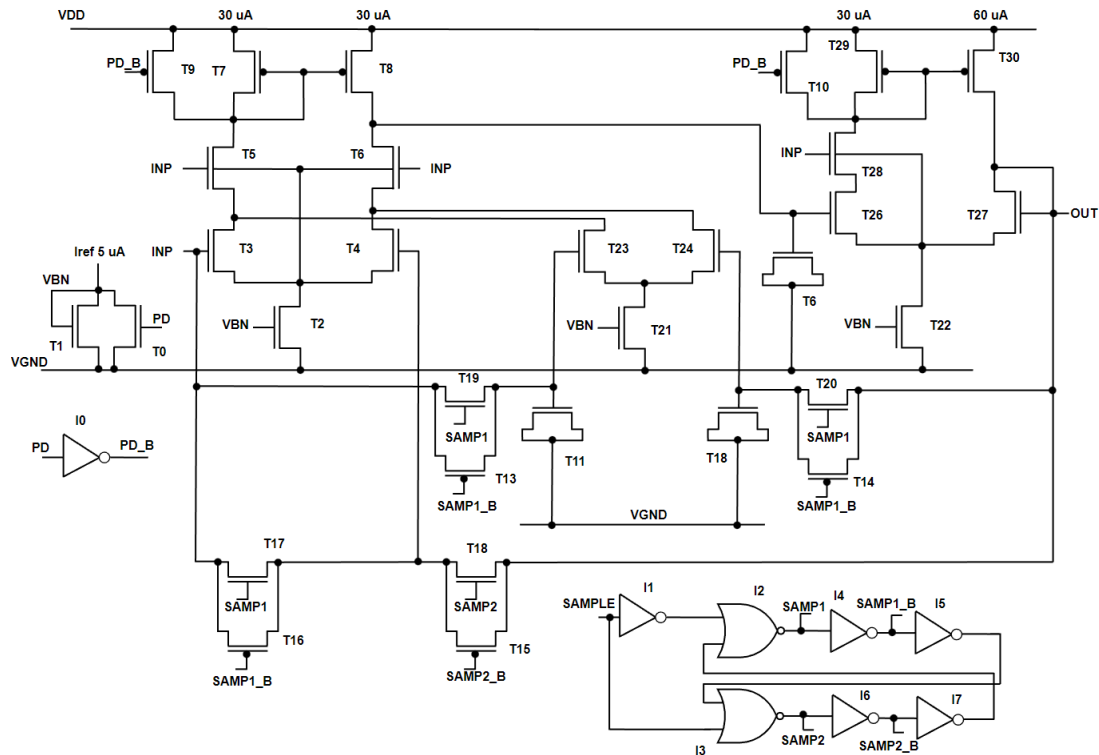 VDD 30 uA 30 uA 30 uA 60 uA
PD_B T9 T7 T8 PD_B T10 T29 T30
INP T5 T6 INP INP T28
INP T3 T4 T23 T24 T26 T27 OUT
Iref 5 uA
VBN
PD
T1 T0
VBN T2 VBN T21 T6 VBN T22
VGND
T19 T20
SAMP1 SAMP1
I0
PD PD_B
T13 T11 T18 T14
SAMP1_B SAMP1_B
VGND
T17 T18
SAMP1 SAMP2
T16 T15
SAMP1_B SAMP2_B
SAMPLE I1 I2 SAMP1 I4 SAMP1_B I5
I3 SAMP2 I6 SAMP2_B I7